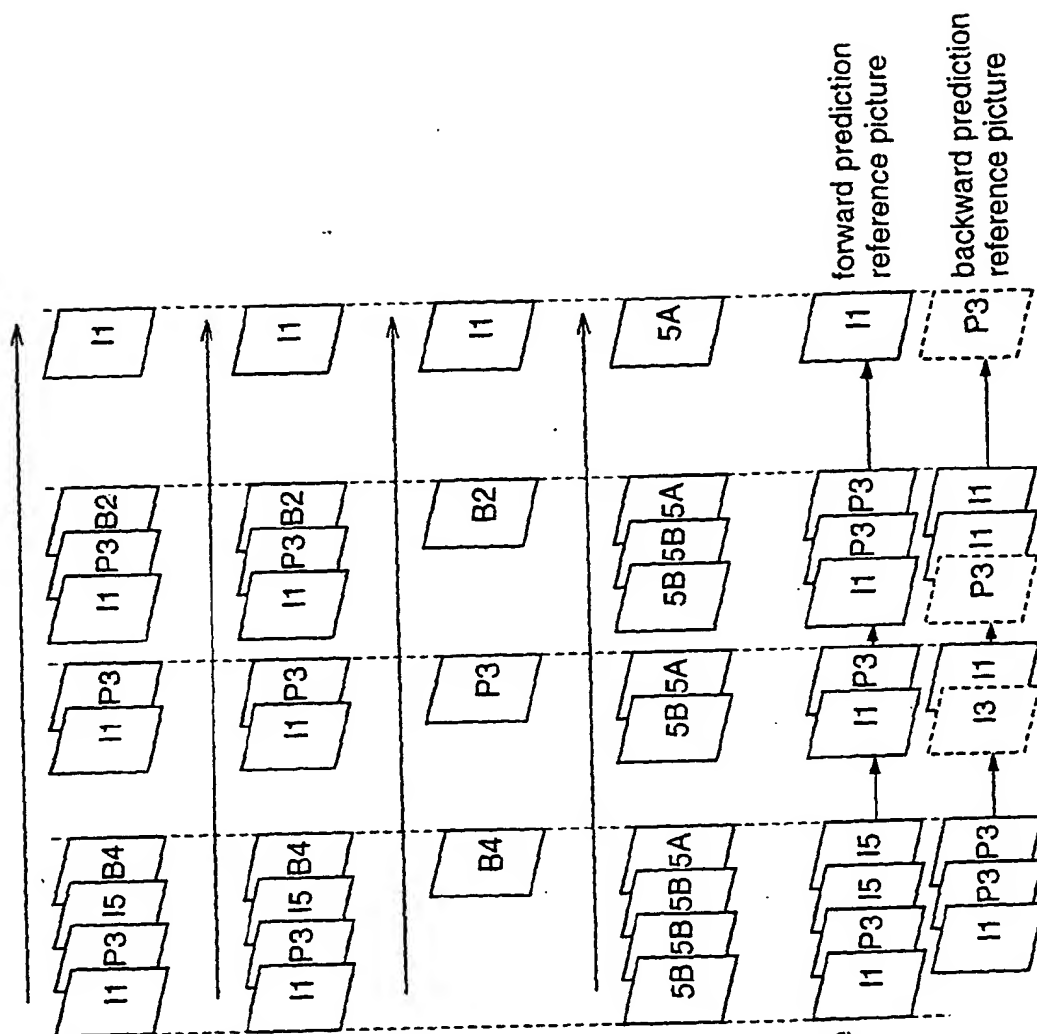 I1 P3 I5 B4
I1 P3
I1 P3 B2
I1
I1 P3 I5 B4
I1 P3
I1 P3 B2
I1
B4
P3
B2
I1
5B 5B 5B 5A
5B 5A
5B 5B 5A
5A
I1 P3 I5 I5
I1 P3
I1 P3 P3
I1
forward prediction
reference picture
I1 P3 P3
I3 I1
P3 I1 I1
P3
backward prediction
reference picture